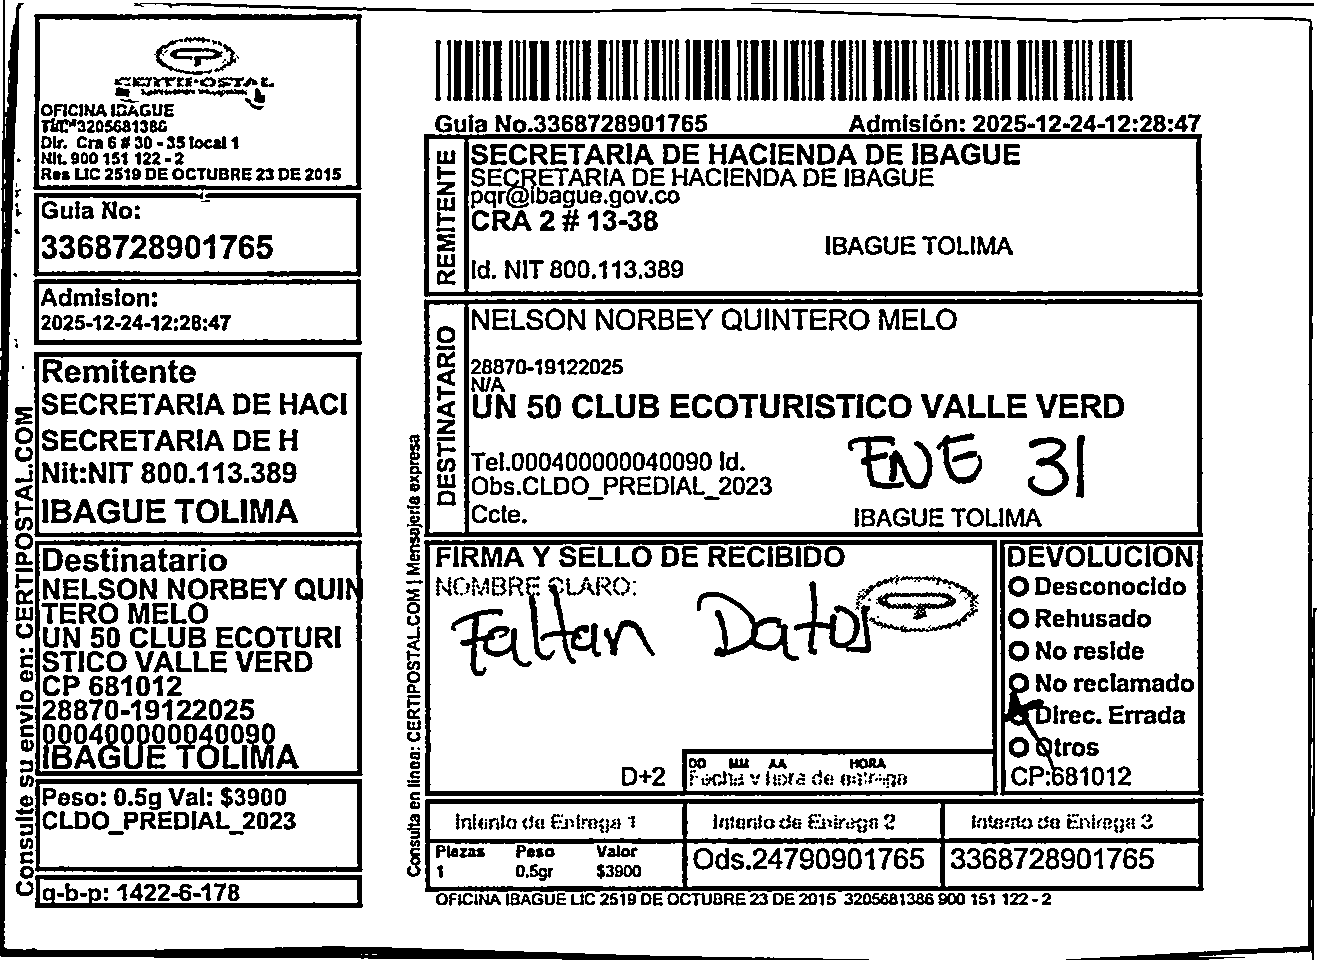 CERTIPOSTAL
OFICINA IBAGUE
Tel: 3205681386
Dir. Cra 6 # 30 - 35 local 1
Nit. 900 151 122 - 2
Res LIC 2519 DE OCTUBRE 23 DE 2015
Guia No:
3368728901765
Admision:
2025-12-24-12:28:47
Remitente
SECRETARIA DE HACI
SECRETARIA DE H
Nit:NIT 800.113.389
IBAGUE TOLIMA
Destinatario
NELSON NORBEY QUIN
TERO MELO
UN 50 CLUB ECOTURI
STICO VALLE VERD
CP 681012
28870-19122025
000400000040090
IBAGUE TOLIMA
Peso: 0.5g Val: $3900
CLDO_PREDIAL_2023
q-b-p: 1422-6-178
Consulte su envio en: CERTIPOSTAL.COM
Guia No.3368728901765 Admisión: 2025-12-24-12:28:47
REMITENTE
SECRETARIA DE HACIENDA DE IBAGUE
SECRETARIA DE HACIENDA DE IBAGUE
pqr@ibague.gov.co
CRA 2 # 13-38
IBAGUE TOLIMA
Id. NIT 800.113.389
DESTINATARIO
NELSON NORBEY QUINTERO MELO
28870-19122025
N/A
UN 50 CLUB ECOTURISTICO VALLE VERD
ENE 31
Tel.000400000040090 Id.
Obs.CLDO_PREDIAL_2023
Ccte.
IBAGUE TOLIMA
FIRMA Y SELLO DE RECIBIDO
NOMBRE CLARO:
Faltan Datos
D+2
DD MM AA HORA
Fecha y hora de entrega
DEVOLUCION
Desconocido
Rehusado
No reside
No reclamado
Direc. Errada
Otros
CP:681012
Intento de Entrega 1 Intento de Entrega 2 Intento de Entrega 3
Piezas Peso Valor
1 0.5gr $3900
Ods.24790901765 3368728901765
OFICINA IBAGUE LIC 2519 DE OCTUBRE 23 DE 2015 3205681386 900 151 122 - 2
Consulta en linea: CERTIPOSTAL.COM | Mensajeria expresa